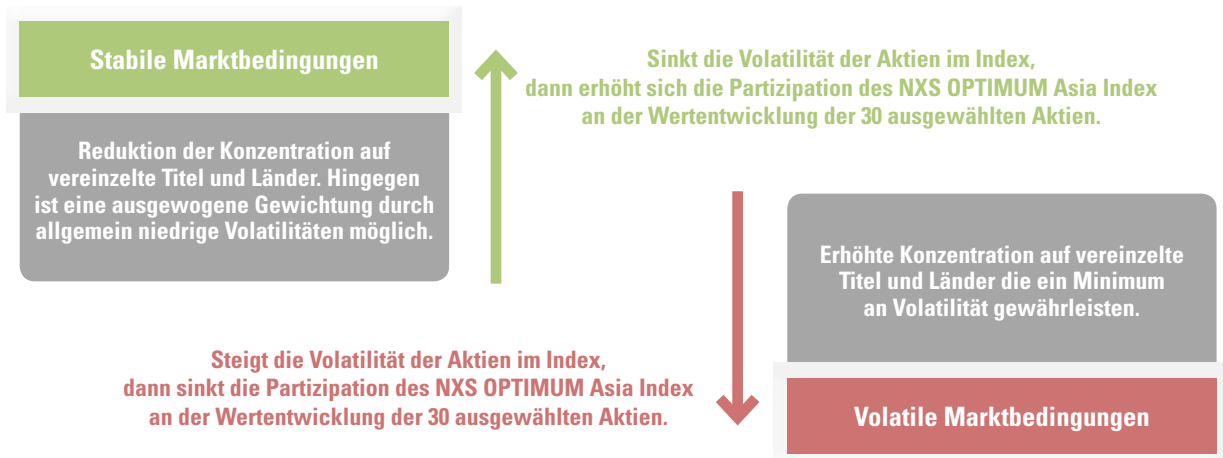 Stabile Marktbedingungen
Reduktion der Konzentration auf
vereinzelte Titel und Länder. Hingegen
ist eine ausgewogene Gewichtung durch
allgemein niedrige Volatilitäten möglich.
Sinkt die Volatilität der Aktien im Index,
dann erhöht sich die Partizipation des NXS OPTIMUM Asia Index
an der Wertentwicklung der 30 ausgewählten Aktien.
Steigt die Volatilität der Aktien im Index,
dann sinkt die Partizipation des NXS OPTIMUM Asia Index
an der Wertentwicklung der 30 ausgewählten Aktien.
Erhöhte Konzentration auf vereinzelte
Titel und Länder die ein Minimum
an Volatilität gewährleisten.
Volatile Marktbedingungen